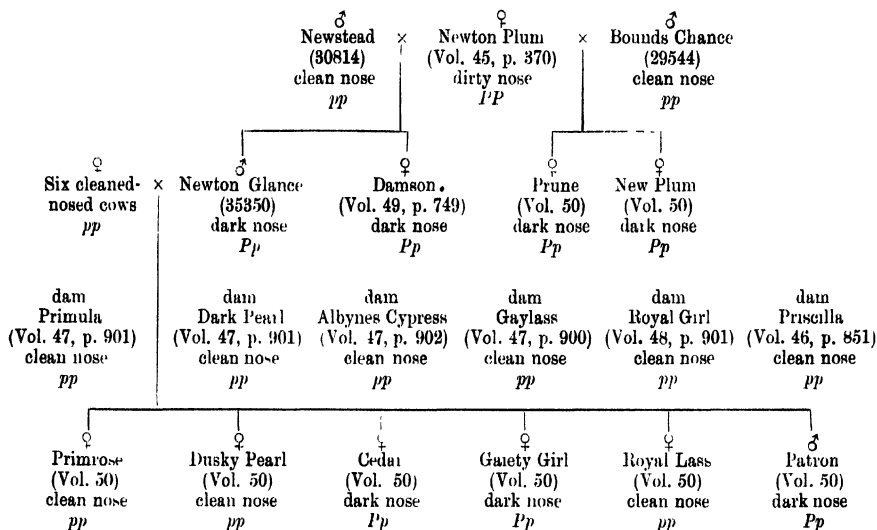 ♂ ♀ ♂
Newstead × Newton Plum × Bounds Chance
(30814) (Vol. 45, p. 370) (29544)
clean nose dirty nose clean nose
pp PP pp
♀ ♂ ♀ ♀ ♀
Six cleaned- × Newton Glance Damson. Prune New Plum
nosed cows (35350) (Vol. 49, p. 749) (Vol. 50) (Vol. 50)
pp dark nose dark nose dark nose dark nose
Pp Pp Pp Pp
dam dam dam dam dam dam
Primula Dark Pearl Albynes Cypress Gaylass Royal Girl Priscilla
(Vol. 47, p. 901) (Vol. 47, p. 901) (Vol. 47, p. 902) (Vol. 47, p. 900) (Vol. 48, p. 901) (Vol. 46, p. 851)
clean nose clean nose clean nose clean nose clean nose clean nose
pp pp pp pp pp pp
♀ ♀ ♀ ♀ ♀ ♂
Primrose Dusky Pearl Cedar Gaiety Girl Royal Lass Patron
(Vol. 50) (Vol. 50) (Vol. 50) (Vol. 50) (Vol. 50) (Vol. 50)
clean nose clean nose dark nose dark nose clean nose dark nose
pp pp Pp Pp pp Pp